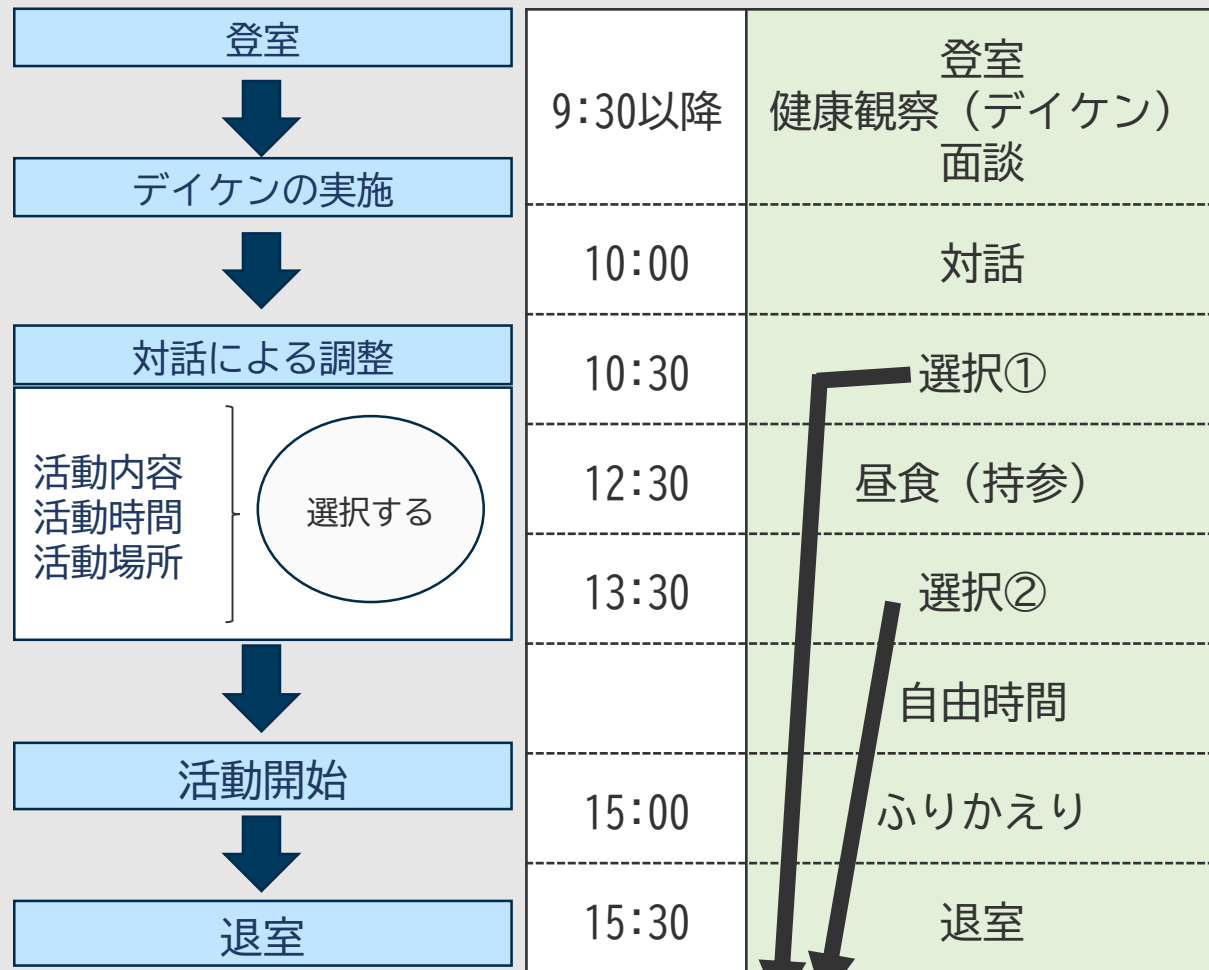 登室
デイケンの実施
対話による調整
活動内容
活動時間
活動場所
選択する
活動開始
退室
9:30以降
登室
健康観察（デイケン）
面談
10:00
対話
10:30
選択①
12:30
昼食（持参）
13:30
選択②
自由時間
15:00
ふりかえり
15:30
退室